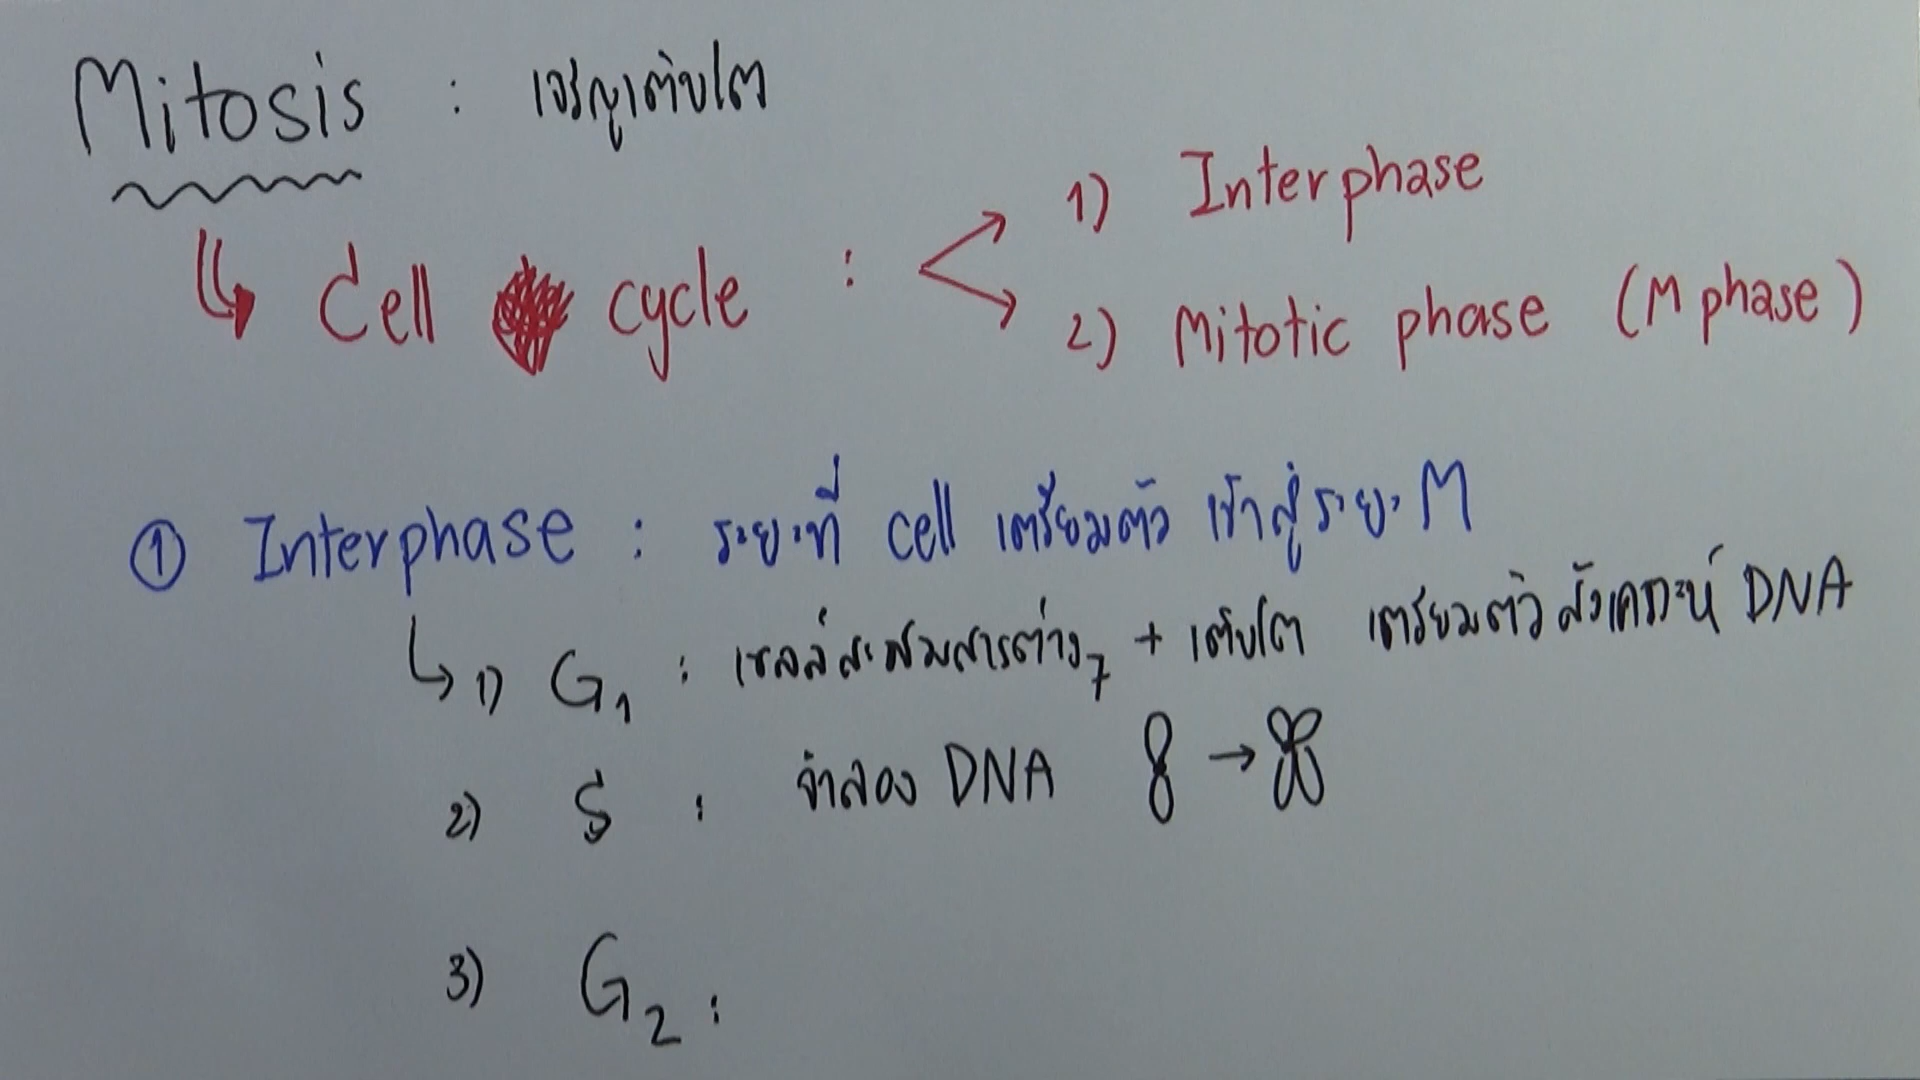 Mitosis : เจริญเติบโต
Cell cycle :
1) Interphase
2) Mitotic phase (M phase)
① Interphase : ระยะที่ cell เตรียมตัว เข้าสู่ระยะ M
1) G₁ : เซลล์สะสมสารต่างๆ + เติบโต เตรียมตัวสังเคราะห์ DNA
2) S : จำลอง DNA
3) G₂ :